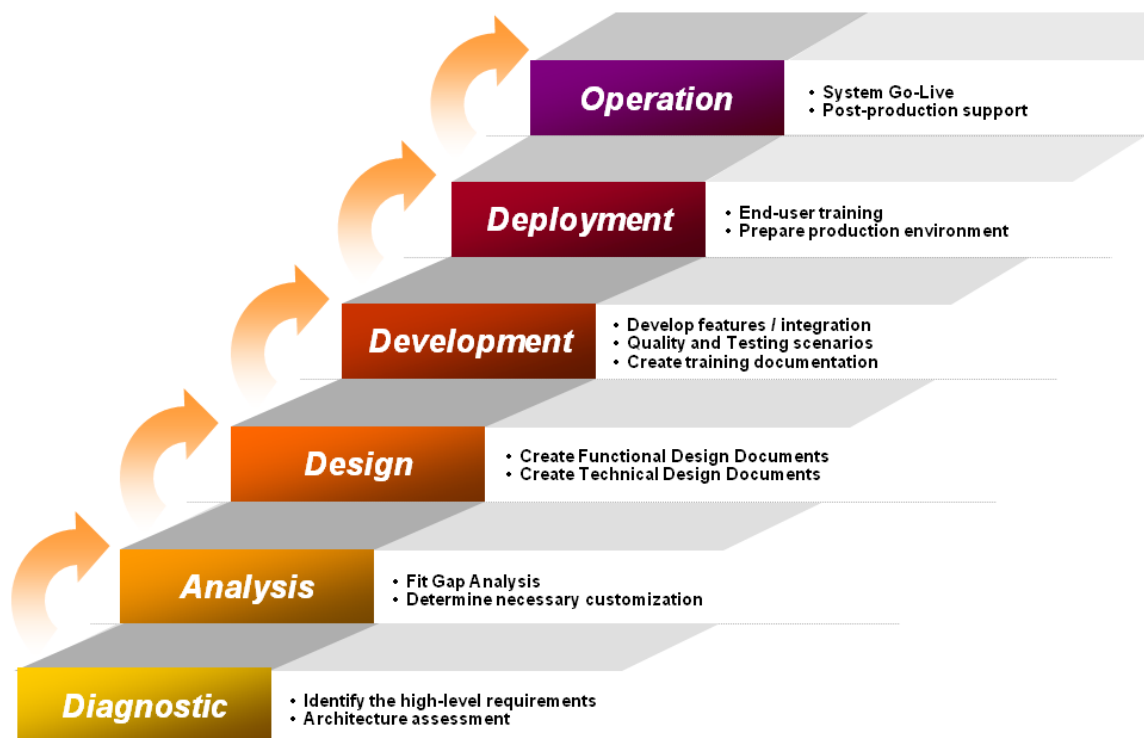 Operation
• System Go-Live
• Post-production support
Deployment
• End-user training
• Prepare production environment
Development
• Develop features / integration
• Quality and Testing scenarios
• Create training documentation
Design
• Create Functional Design Documents
• Create Technical Design Documents
Analysis
• Fit Gap Analysis
• Determine necessary customization
Diagnostic
• Identify the high-level requirements
• Architecture assessment